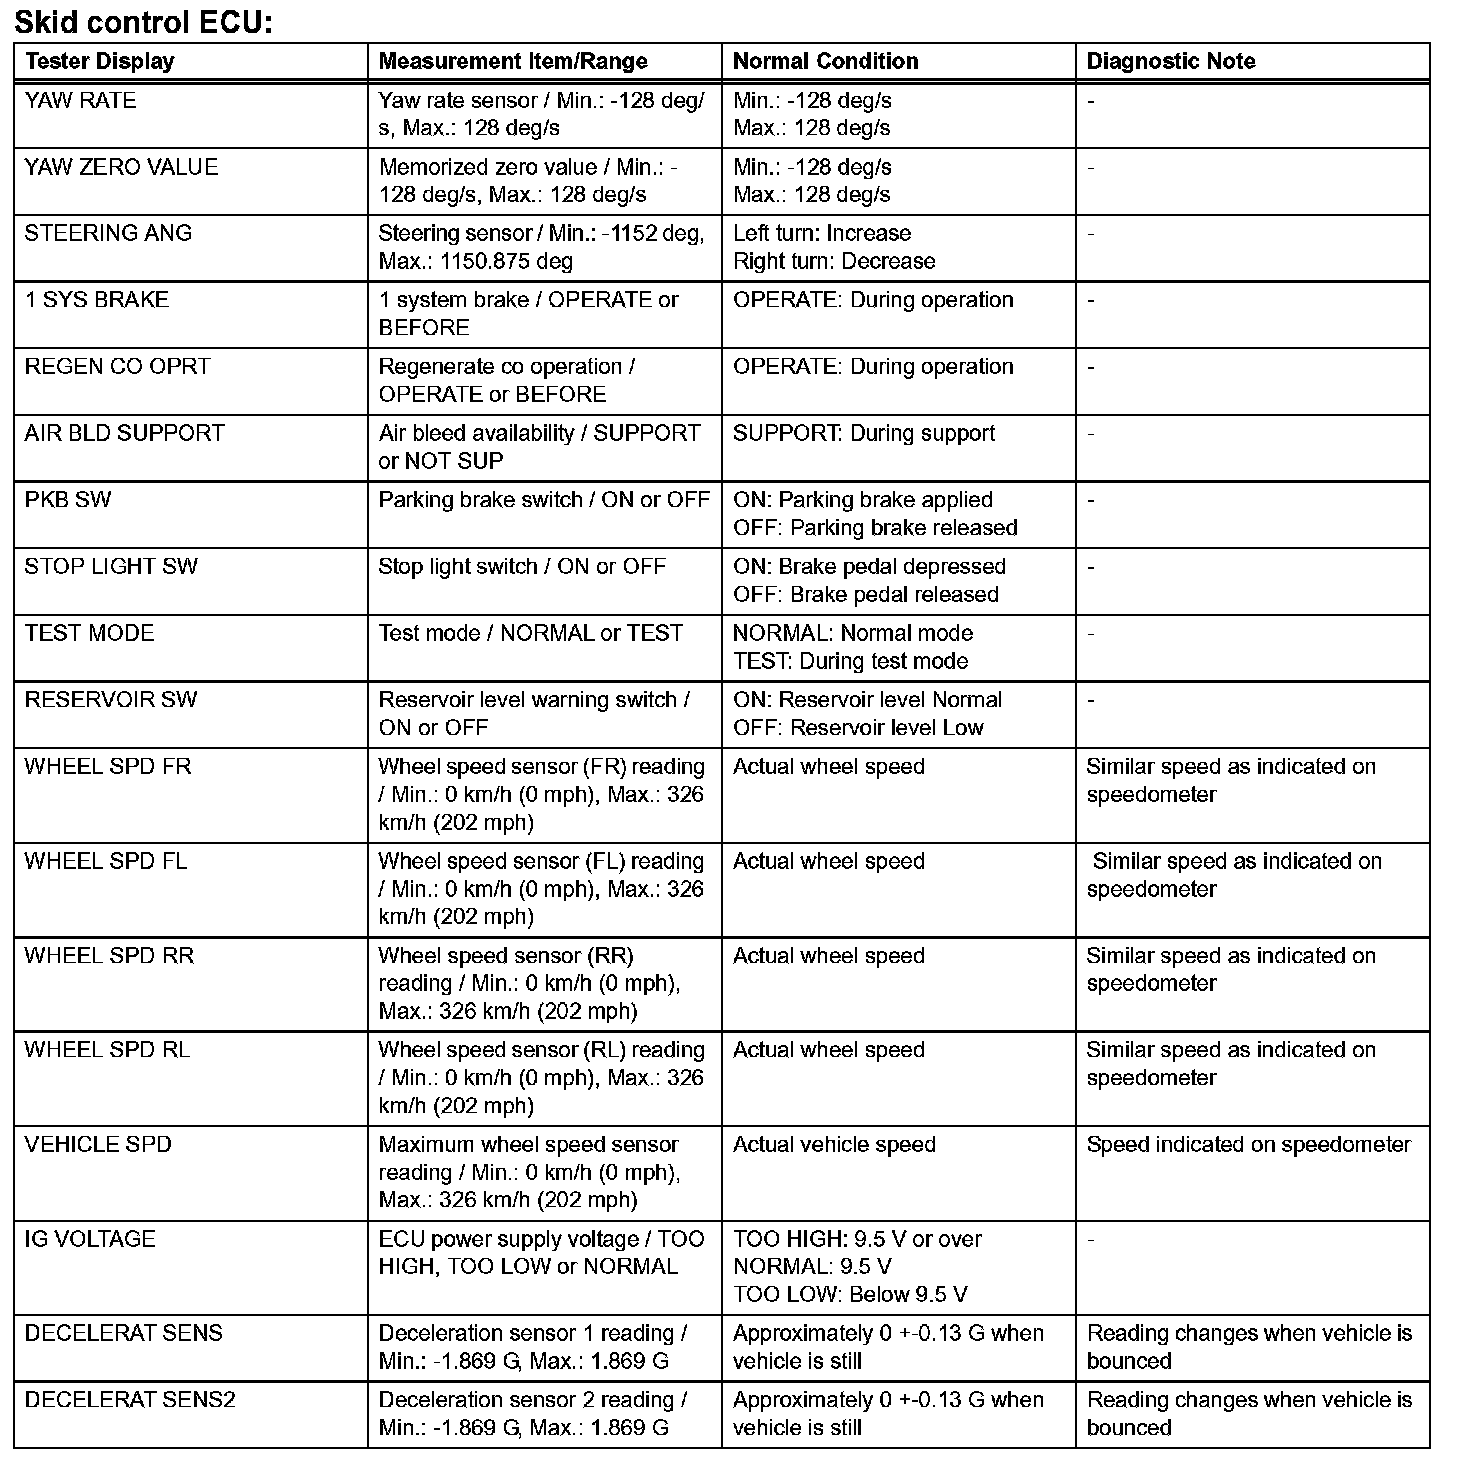 Skid control ECU:
Tester Display	Measurement Item/Range	Normal Condition	Diagnostic Note
YAW RATE	Yaw rate sensor / Min.: -128 deg/	Min.: -128 deg/s	-
s, Max.: 128 deg/s	Max.: 128 deg/s
YAW ZERO VALUE	Memorized zero value / Min.: -	Min.: -128 deg/s	-
128 deg/s, Max.: 128 deg/s	Max.: 128 deg/s
STEERING ANG	Steering sensor / Min.: -1152 deg,	Left turn: Increase	-
Max.: 1150.875 deg	Right turn: Decrease
1 SYS BRAKE	1 system brake / OPERATE or	OPERATE: During operation	-
BEFORE
REGEN CO OPRT	Regenerate co operation /	OPERATE: During operation	-
OPERATE or BEFORE
AIR BLD SUPPORT	Air bleed availability / SUPPORT	SUPPORT: During support	-
or NOT SUP
PKB SW	Parking brake switch / ON or OFF	ON: Parking brake applied	-
OFF: Parking brake released
STOP LIGHT SW	Stop light switch / ON or OFF	ON: Brake pedal depressed	-
OFF: Brake pedal released
TEST MODE	Test mode / NORMAL or TEST	NORMAL: Normal mode	-
TEST: During test mode
RESERVOIR SW	Reservoir level warning switch /	ON: Reservoir level Normal	-
ON or OFF	OFF: Reservoir level Low
WHEEL SPD FR	Wheel speed sensor (FR) reading	Actual wheel speed	Similar speed as indicated on
/ Min.: 0 km/h (0 mph), Max.: 326	speedometer
km/h (202 mph)
WHEEL SPD FL	Wheel speed sensor (FL) reading	Actual wheel speed	Similar speed as indicated on
/ Min.: 0 km/h (0 mph), Max.: 326	speedometer
km/h (202 mph)
WHEEL SPD RR	Wheel speed sensor (RR)	Actual wheel speed	Similar speed as indicated on
reading / Min.: 0 km/h (0 mph),	speedometer
Max.: 326 km/h (202 mph)
WHEEL SPD RL	Wheel speed sensor (RL) reading	Actual wheel speed	Similar speed as indicated on
/ Min.: 0 km/h (0 mph), Max.: 326	speedometer
km/h (202 mph)
VEHICLE SPD	Maximum wheel speed sensor	Actual vehicle speed	Speed indicated on speedometer
reading / Min.: 0 km/h (0 mph),
Max.: 326 km/h (202 mph)
IG VOLTAGE	ECU power supply voltage / TOO	TOO HIGH: 9.5 V or over	-
HIGH, TOO LOW or NORMAL	NORMAL: 9.5 V
TOO LOW: Below 9.5 V
DECELERAT SENS	Deceleration sensor 1 reading /	Approximately 0 +-0.13 G when	Reading changes when vehicle is
Min.: -1.869 G, Max.: 1.869 G	vehicle is still	bounced
DECELERAT SENS2	Deceleration sensor 2 reading /	Approximately 0 +-0.13 G when	Reading changes when vehicle is
Min.: -1.869 G, Max.: 1.869 G	vehicle is still	bounced